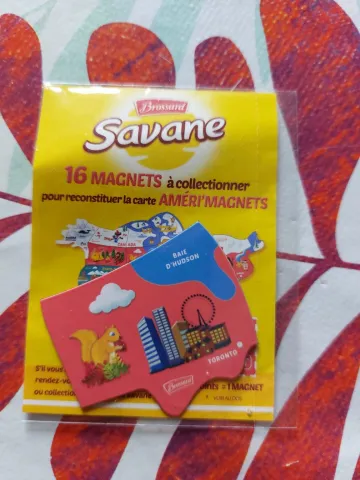 Brossard
Savane
16 MAGNETS à collectionner
pour reconstituer la carte AMÉRI'MAGNETS
BAIE
D'HUDSON
TORONTO
Brossard
S'il vous
rendez-vo
ou collection
1 MAGNET